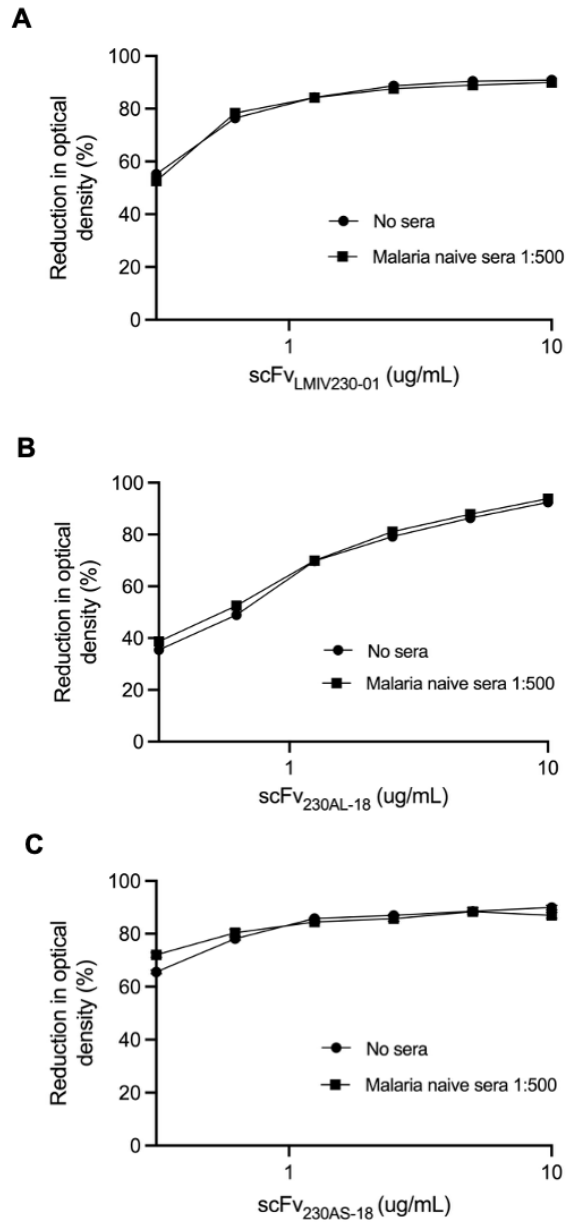 A
Reduction in optical
density (%)
100
80
60
40
20
0
No sera
Malaria naive sera 1:500
1
10
scFvLMIV230-01 (ug/mL)
B
Reduction in optical
density (%)
100
80
60
40
20
0
No sera
Malaria naive sera 1:500
1
10
scFv230AL-18 (ug/mL)
C
Reduction in optical
density (%)
100
80
60
40
20
0
No sera
Malaria naive sera 1:500
1
10
scFv230AS-18 (ug/mL)